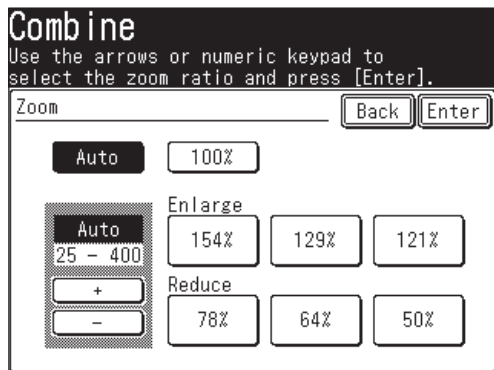 Combine
Use the arrows or numeric keypad to
select the zoom ratio and press [Enter].
Zoom
Back Enter
Auto 100%
Enlarge
Auto
25 - 400
154% 129% 121%
+
Reduce
-
78% 64% 50%